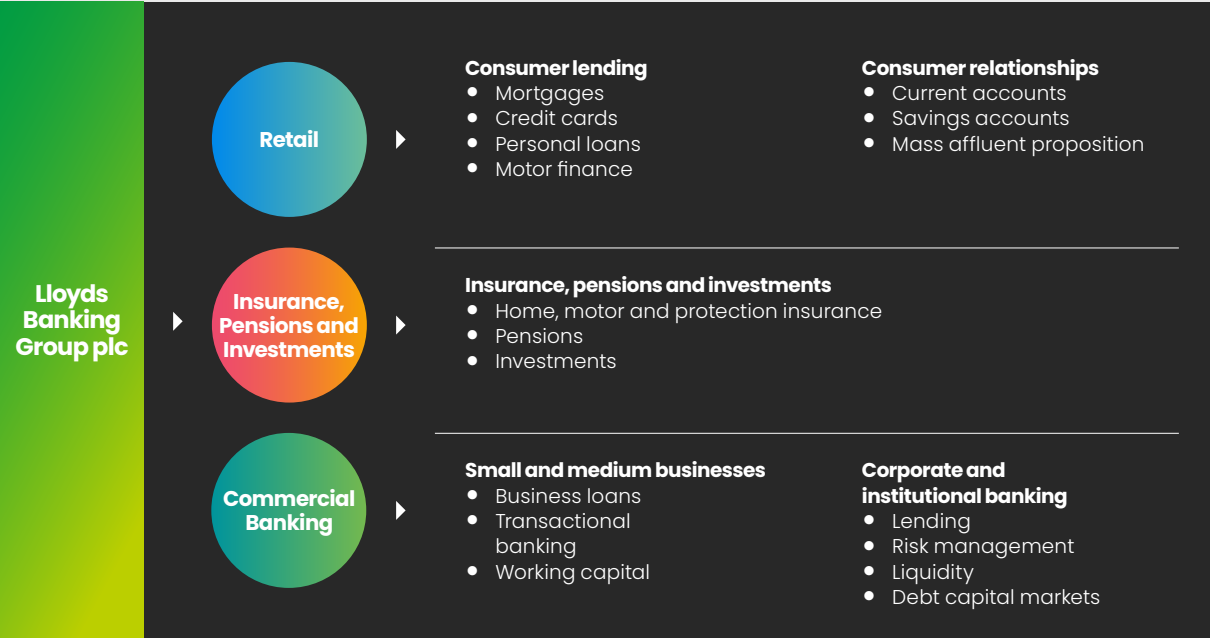 Lloyds
Banking
Group plc
Retail
Consumer lending
Mortgages
Credit cards
Personal loans
Motor finance
Consumer relationships
Current accounts
Savings accounts
Mass affluent proposition
Insurance,
Pensions and
Investments
Insurance, pensions and investments
Home, motor and protection insurance
Pensions
Investments
Commercial
Banking
Small and medium businesses
Business loans
Transactional
banking
Working capital
Corporate and
institutional banking
Lending
Risk management
Liquidity
Debt capital markets